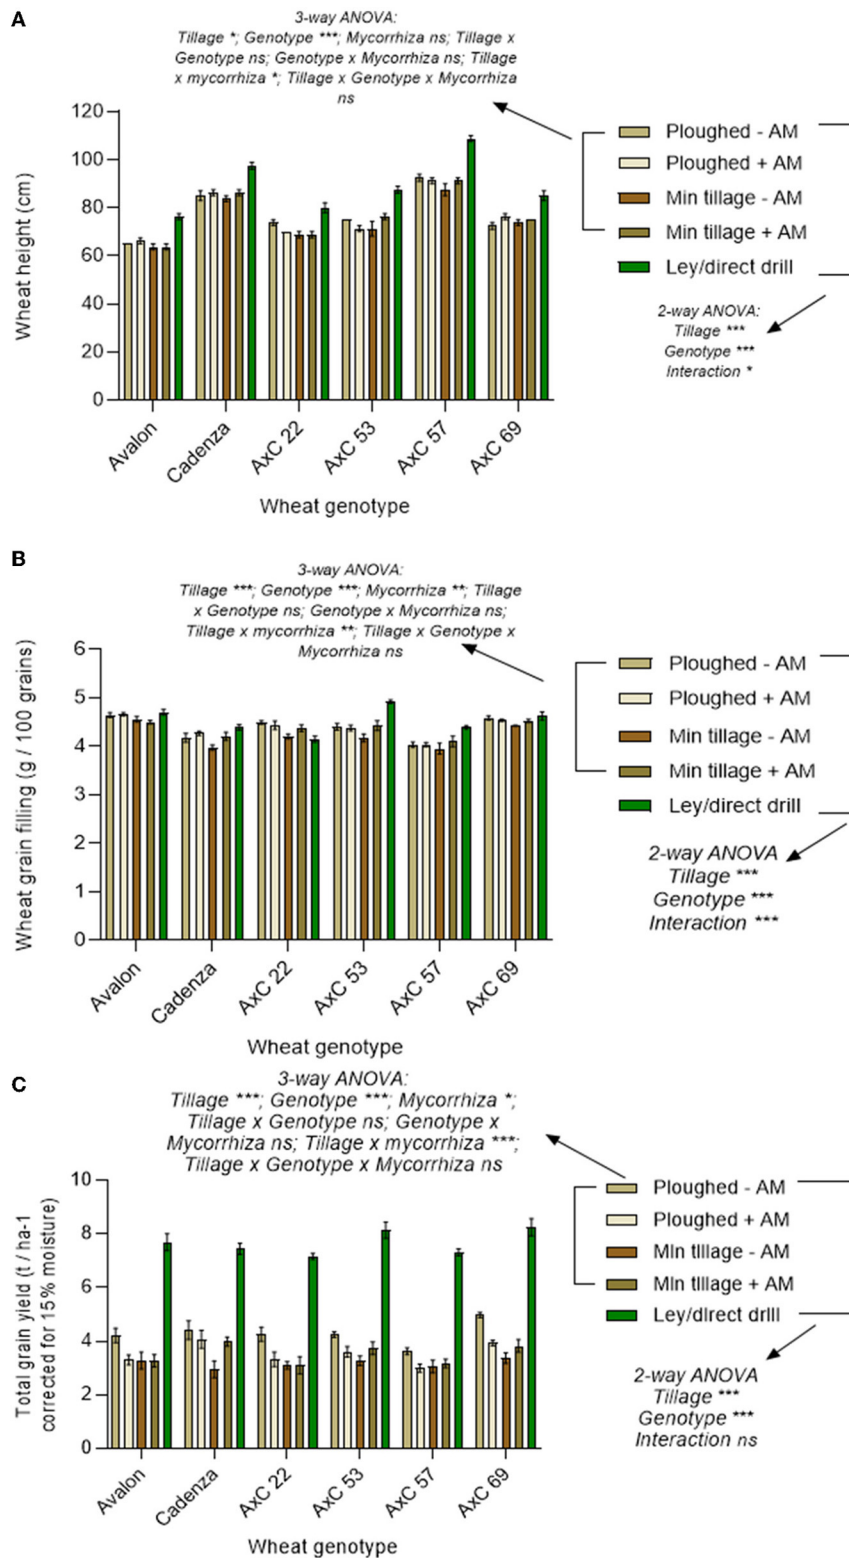 A
3-way ANOVA:
Tillage *; Genotype ***; Mycorrhiza ns; Tillage x
Genotype ns; Genotype x Mycorrhiza ns; Tillage
x mycorrhiza *; Tillage x Genotype x Mycorrhiza
ns
Wheat height (cm)
120
100
80
60
40
20
0
Avalon
Cadenza
AxC 22
AxC 53
AxC 57
AxC 69
Wheat genotype
Ploughed - AM
Ploughed + AM
Min tillage - AM
Min tillage + AM
Ley/direct drill
2-way ANOVA:
Tillage ***
Genotype ***
Interaction *
B
3-way ANOVA:
Tillage ***; Genotype ***; Mycorrhiza **; Tillage
x Genotype ns; Genotype x Mycorrhiza ns;
Tillage x mycorrhiza **; Tillage x Genotype x
Mycorrhiza ns
Wheat grain filling (g / 100 grains)
6
5
4
3
2
1
0
Avalon
Cadenza
AxC 22
AxC 53
AxC 57
AxC 69
Wheat genotype
Ploughed - AM
Ploughed + AM
Min tillage - AM
Min tillage + AM
Ley/direct drill
2-way ANOVA
Tillage ***
Genotype ***
Interaction ***
C
3-way ANOVA:
Tillage ***; Genotype ***; Mycorrhiza *;
Tillage x Genotype ns; Genotype x
Mycorrhiza ns; Tillage x mycorrhiza ***;
Tillage x Genotype x Mycorrhiza ns
Total grain yield (t / ha-1
corrected for 15% moisture)
10
8
6
4
2
0
Avalon
Cadenza
AxC 22
AxC 53
AxC 57
AxC 69
Wheat genotype
Ploughed - AM
Ploughed + AM
Min tillage - AM
Min tillage + AM
Ley/direct drill
2-way ANOVA
Tillage ***
Genotype ***
Interaction ns